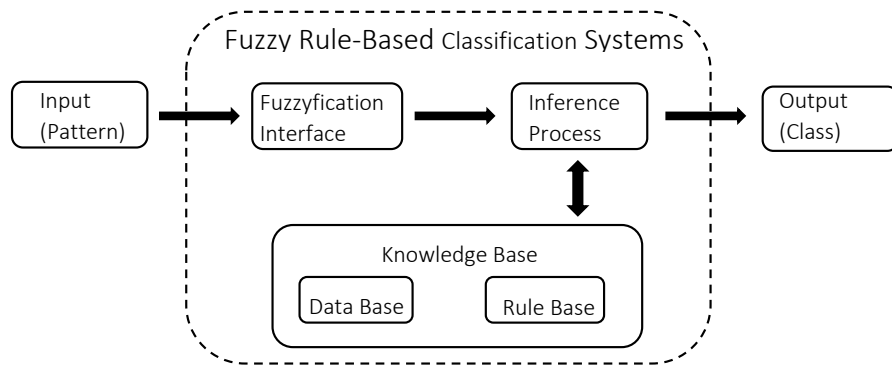 Fuzzy Rule-Based Classification Systems
Input
(Pattern)
Fuzzyfication
Interface
Inference
Process
Output
(Class)
Knowledge Base
Data Base
Rule Base